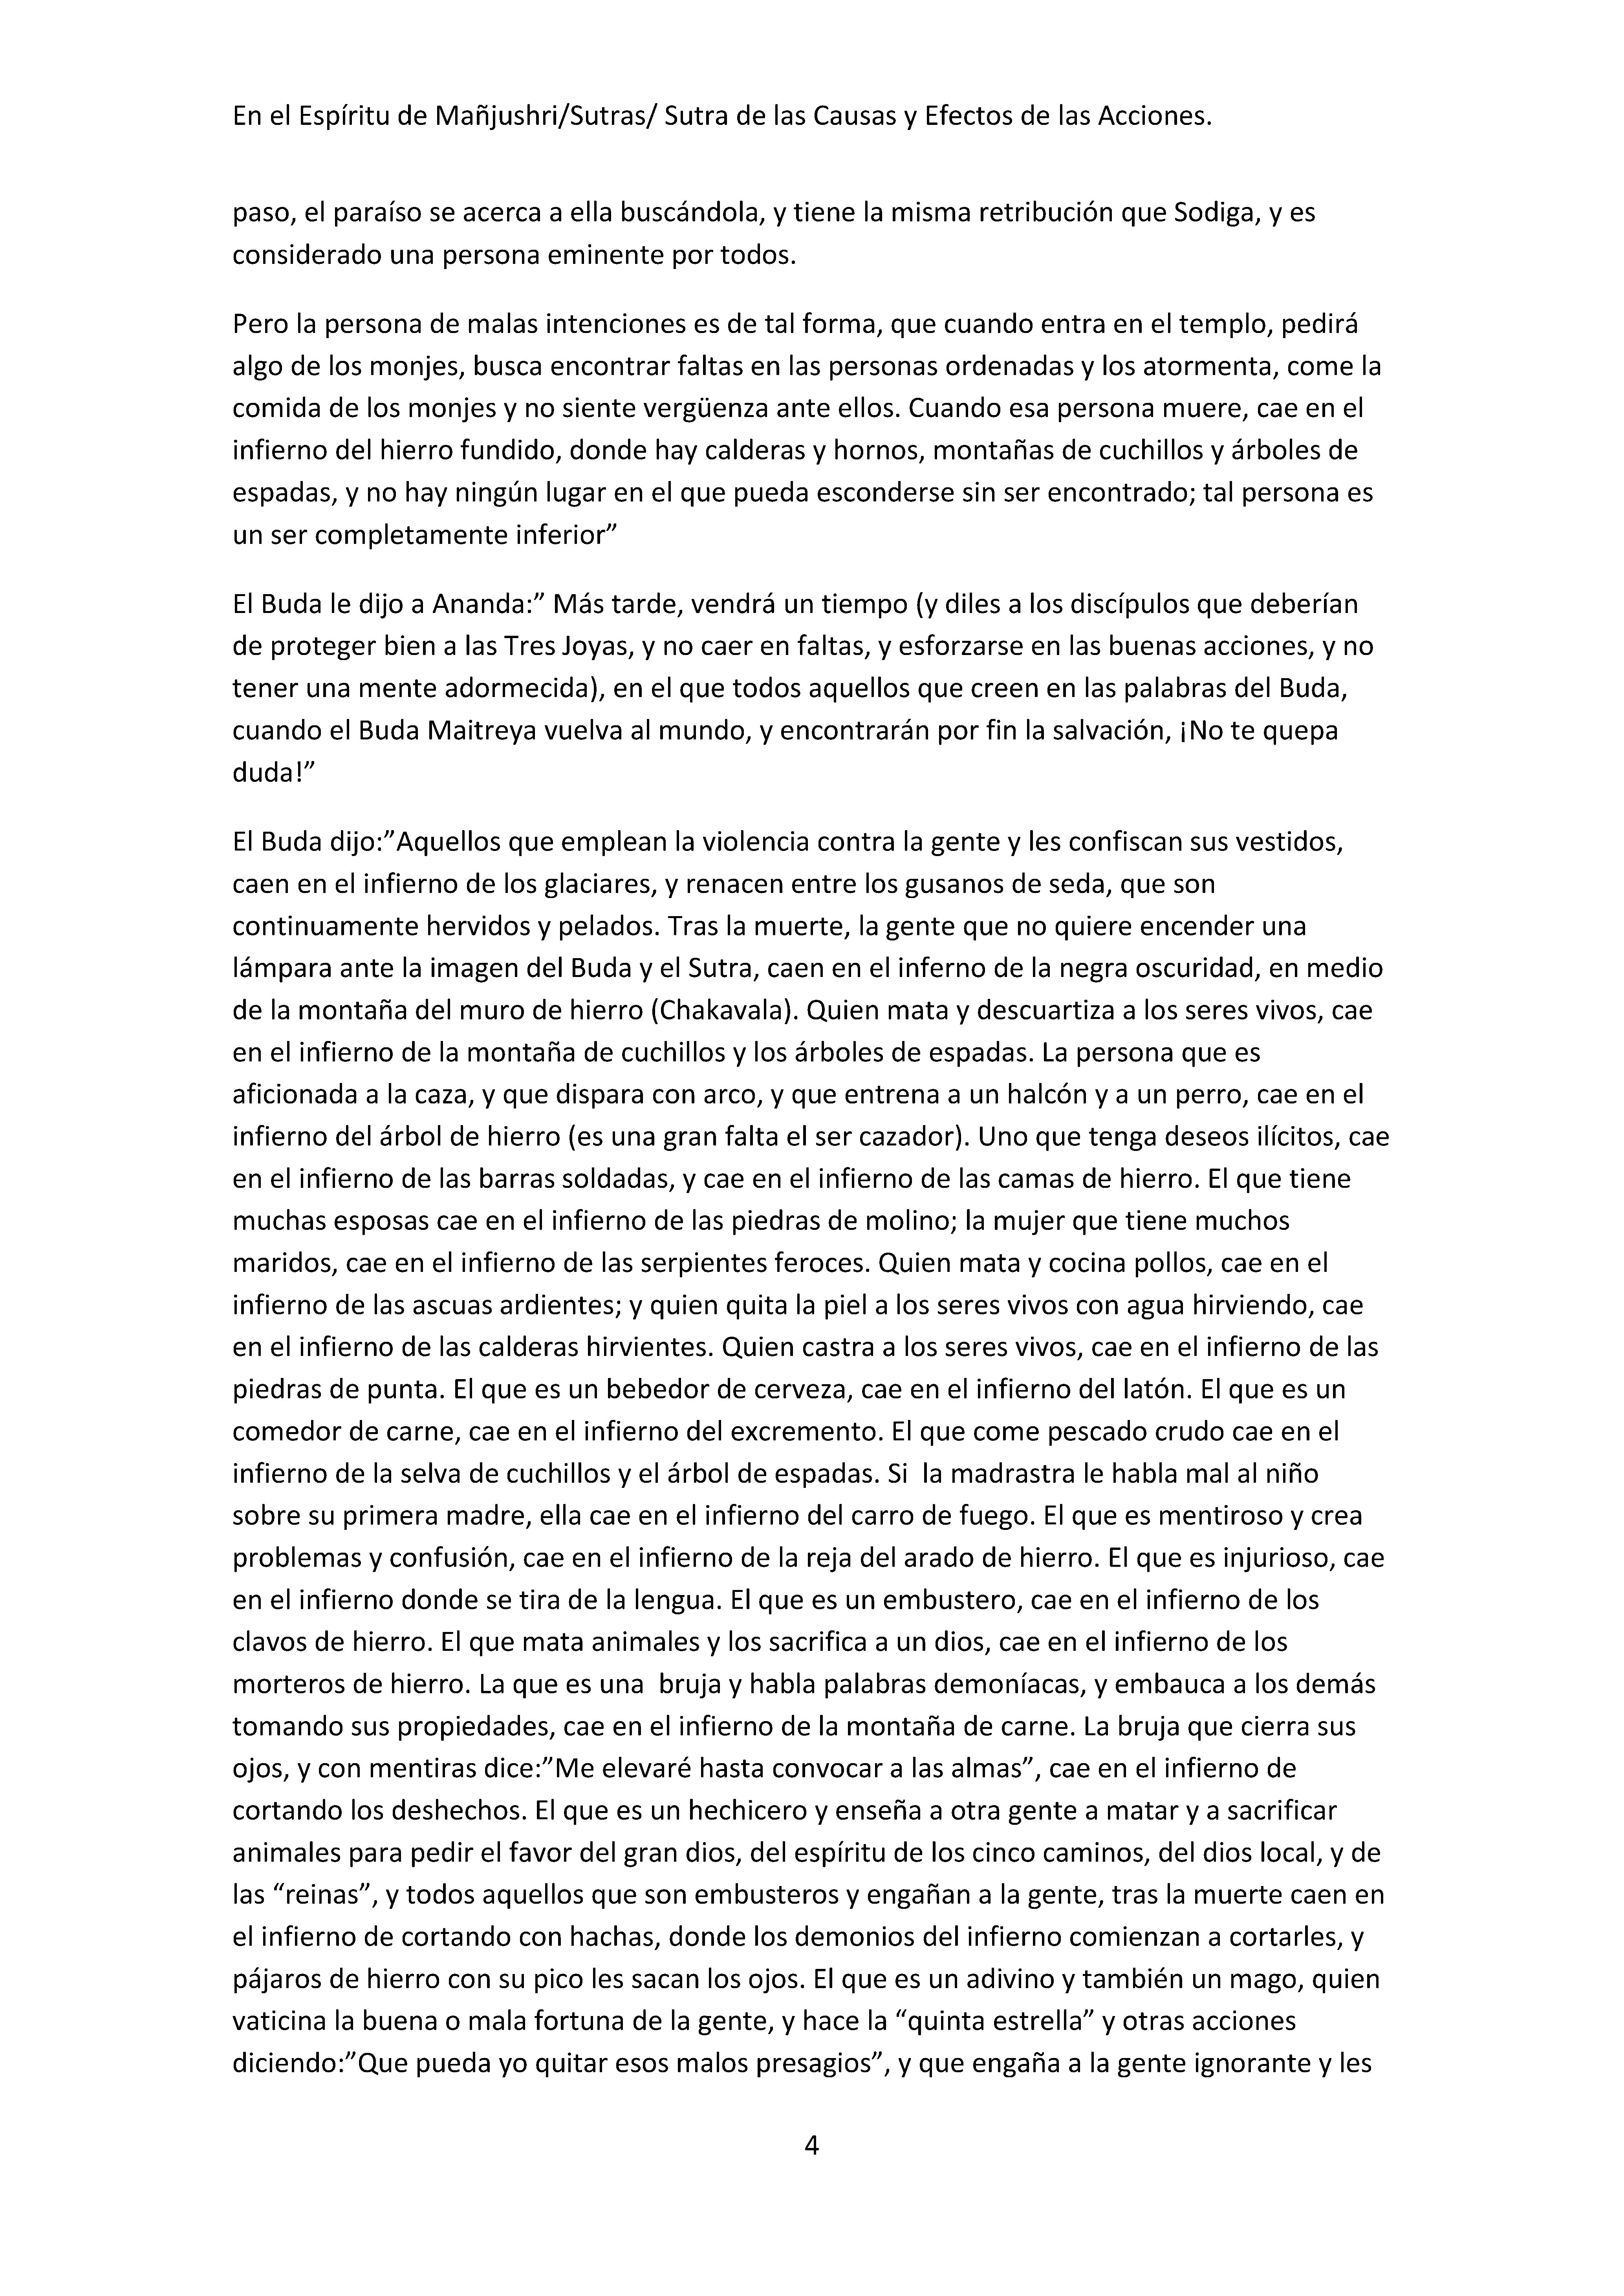 En el Espíritu de Mañjushri/Sutras/ Sutra de las Causas y Efectos de las Acciones.
paso, el paraíso se acerca a ella buscándola, y tiene la misma retribución que Sodiga, y es
considerado una persona eminente por todos.
Pero la persona de malas intenciones es de tal forma, que cuando entra en el templo, pedirá
algo de los monjes, busca encontrar faltas en las personas ordenadas y los atormenta, come la
comida de los monjes y no siente vergüenza ante ellos. Cuando esa persona muere, cae en el
infierno del hierro fundido, donde hay calderas y hornos, montañas de cuchillos y árboles de
espadas, y no hay ningún lugar en el que pueda esconderse sin ser encontrado; tal persona es
un ser completamente inferior”
El Buda le dijo a Ananda:” Más tarde, vendrá un tiempo (y diles a los discípulos que deberían
de proteger bien a las Tres Joyas, y no caer en faltas, y esforzarse en las buenas acciones, y no
tener una mente adormecida), en el que todos aquellos que creen en las palabras del Buda,
cuando el Buda Maitreya vuelva al mundo, y encontrarán por fin la salvación, ¡No te quepa
duda!”
El Buda dijo:”Aquellos que emplean la violencia contra la gente y les confiscan sus vestidos,
caen en el infierno de los glaciares, y renacen entre los gusanos de seda, que son
continuamente hervidos y pelados. Tras la muerte, la gente que no quiere encender una
lámpara ante la imagen del Buda y el Sutra, caen en el inferno de la negra oscuridad, en medio
de la montaña del muro de hierro (Chakavala). Quien mata y descuartiza a los seres vivos, cae
en el infierno de la montaña de cuchillos y los árboles de espadas. La persona que es
aficionada a la caza, y que dispara con arco, y que entrena a un halcón y a un perro, cae en el
infierno del árbol de hierro (es una gran falta el ser cazador). Uno que tenga deseos ilícitos, cae
en el infierno de las barras soldadas, y cae en el infierno de las camas de hierro. El que tiene
muchas esposas cae en el infierno de las piedras de molino; la mujer que tiene muchos
maridos, cae en el infierno de las serpientes feroces. Quien mata y cocina pollos, cae en el
infierno de las ascuas ardientes; y quien quita la piel a los seres vivos con agua hirviendo, cae
en el infierno de las calderas hirvientes. Quien castra a los seres vivos, cae en el infierno de las
piedras de punta. El que es un bebedor de cerveza, cae en el infierno del latón. El que es un
comedor de carne, cae en el infierno del excremento. El que come pescado crudo cae en el
infierno de la selva de cuchillos y el árbol de espadas. Si  la madrastra le habla mal al niño
sobre su primera madre, ella cae en el infierno del carro de fuego. El que es mentiroso y crea
problemas y confusión, cae en el infierno de la reja del arado de hierro. El que es injurioso, cae
en el infierno donde se tira de la lengua. El que es un embustero, cae en el infierno de los
clavos de hierro. El que mata animales y los sacrifica a un dios, cae en el infierno de los
morteros de hierro. La que es una  bruja y habla palabras demoníacas, y embauca a los demás
tomando sus propiedades, cae en el infierno de la montaña de carne. La bruja que cierra sus
ojos, y con mentiras dice:”Me elevaré hasta convocar a las almas”, cae en el infierno de
cortando los deshechos. El que es un hechicero y enseña a otra gente a matar y a sacrificar
animales para pedir el favor del gran dios, del espíritu de los cinco caminos, del dios local, y de
las “reinas”, y todos aquellos que son embusteros y engañan a la gente, tras la muerte caen en
el infierno de cortando con hachas, donde los demonios del infierno comienzan a cortarles, y
pájaros de hierro con su pico les sacan los ojos. El que es un adivino y también un mago, quien
vaticina la buena o mala fortuna de la gente, y hace la “quinta estrella” y otras acciones
diciendo:”Que pueda yo quitar esos malos presagios”, y que engaña a la gente ignorante y les
4